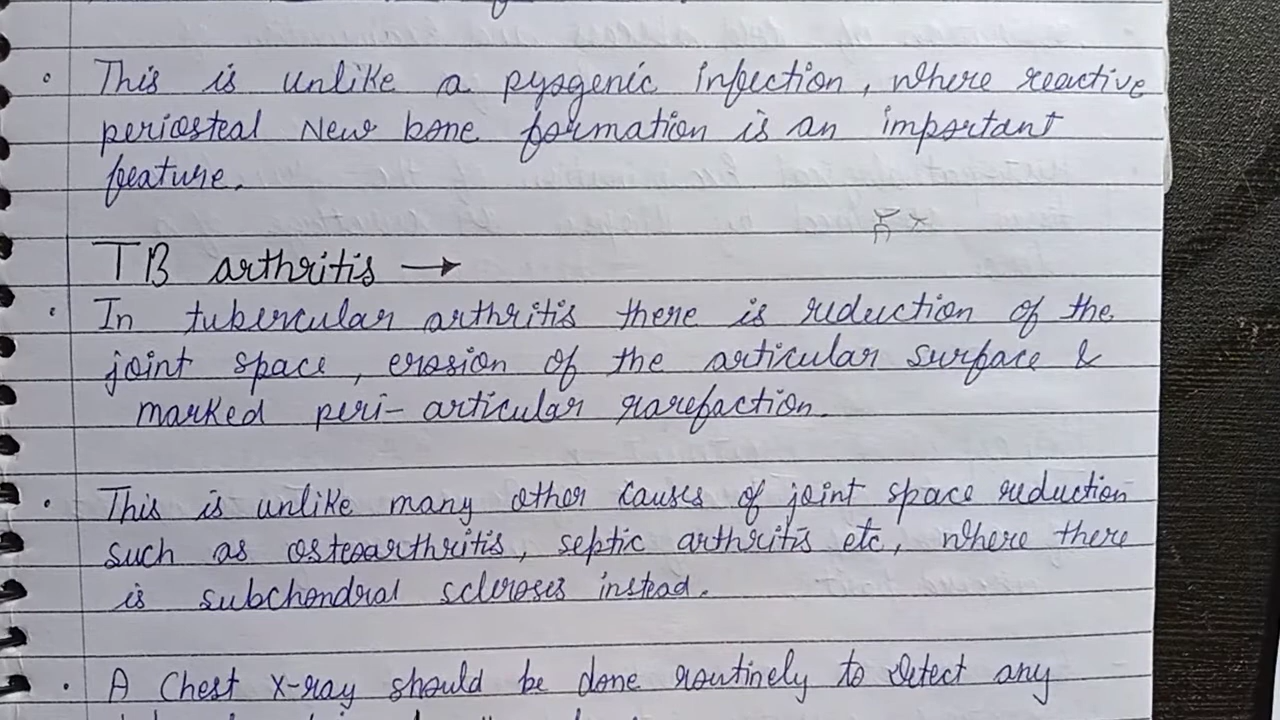 • This is unlike a pyogenic infection, where reactive
periosteal New bone formation is an important
feature.
TB arthritis →
• In tubercular arthritis there is reduction of the
joint space, erosion of the articular surface &
marked peri-articular rarefaction.
• This is unlike many other causes of joint space reduction
such as osteoarthritis, septic arthritis etc, where there
is subchondral scleroses instead.
• A Chest X-ray should be done routinely to detect any